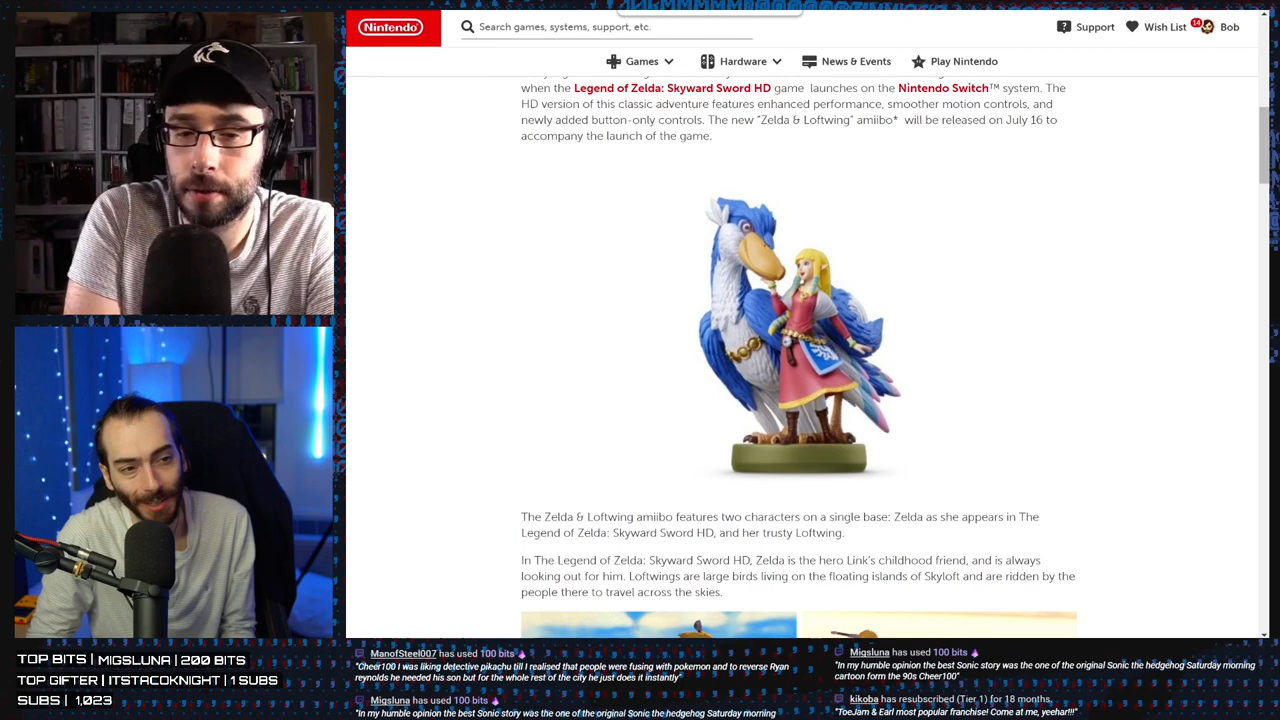 Nintendo
Search games, systems, support, etc.
Support
Wish List
14
Bob
Games
Hardware
News & Events
Play Nintendo
when the Legend of Zelda: Skyward Sword HD game launches on the Nintendo Switch™ system. The
HD version of this classic adventure features enhanced performance, smoother motion controls, and
newly added button-only controls. The new "Zelda & Loftwing" amiibo* will be released on July 16 to
accompany the launch of the game.
The Zelda & Loftwing amiibo features two characters on a single base: Zelda as she appears in The
Legend of Zelda: Skyward Sword HD, and her trusty Loftwing.
In The Legend of Zelda: Skyward Sword HD, Zelda is the hero Link's childhood friend, and is always
looking out for him. Loftwings are large birds living on the floating islands of Skyloft and are ridden by the
people there to travel across the skies.
TOP BITS | MIGSLUNA | 200 BITS
TOP GIFTER | ITSTACOKNIGHT | 1 SUBS
SUBS | 1,023
ManofSteel007 has used 100 bits
"Cheer100 I was liking detective pikachu till I realised that people were fusing with pokemon and to reverse Ryan
reynolds he needed his son but for the whole rest of the city he just does it instantly"
Migsluna has used 100 bits
"In my humble opinion the best Sonic story was the one of the original Sonic the hedgehog Saturday morning
Migsluna has used 100 bits
"In my humble opinion the best Sonic story was the one of the original Sonic the hedgehog Saturday morning
cartoon form the 90s Cheer100"
kikoba has resubscribed (Tier 1) for 18 months,
"ToeJam & Earl most popular franchise! Come at me, yeehar!!!"